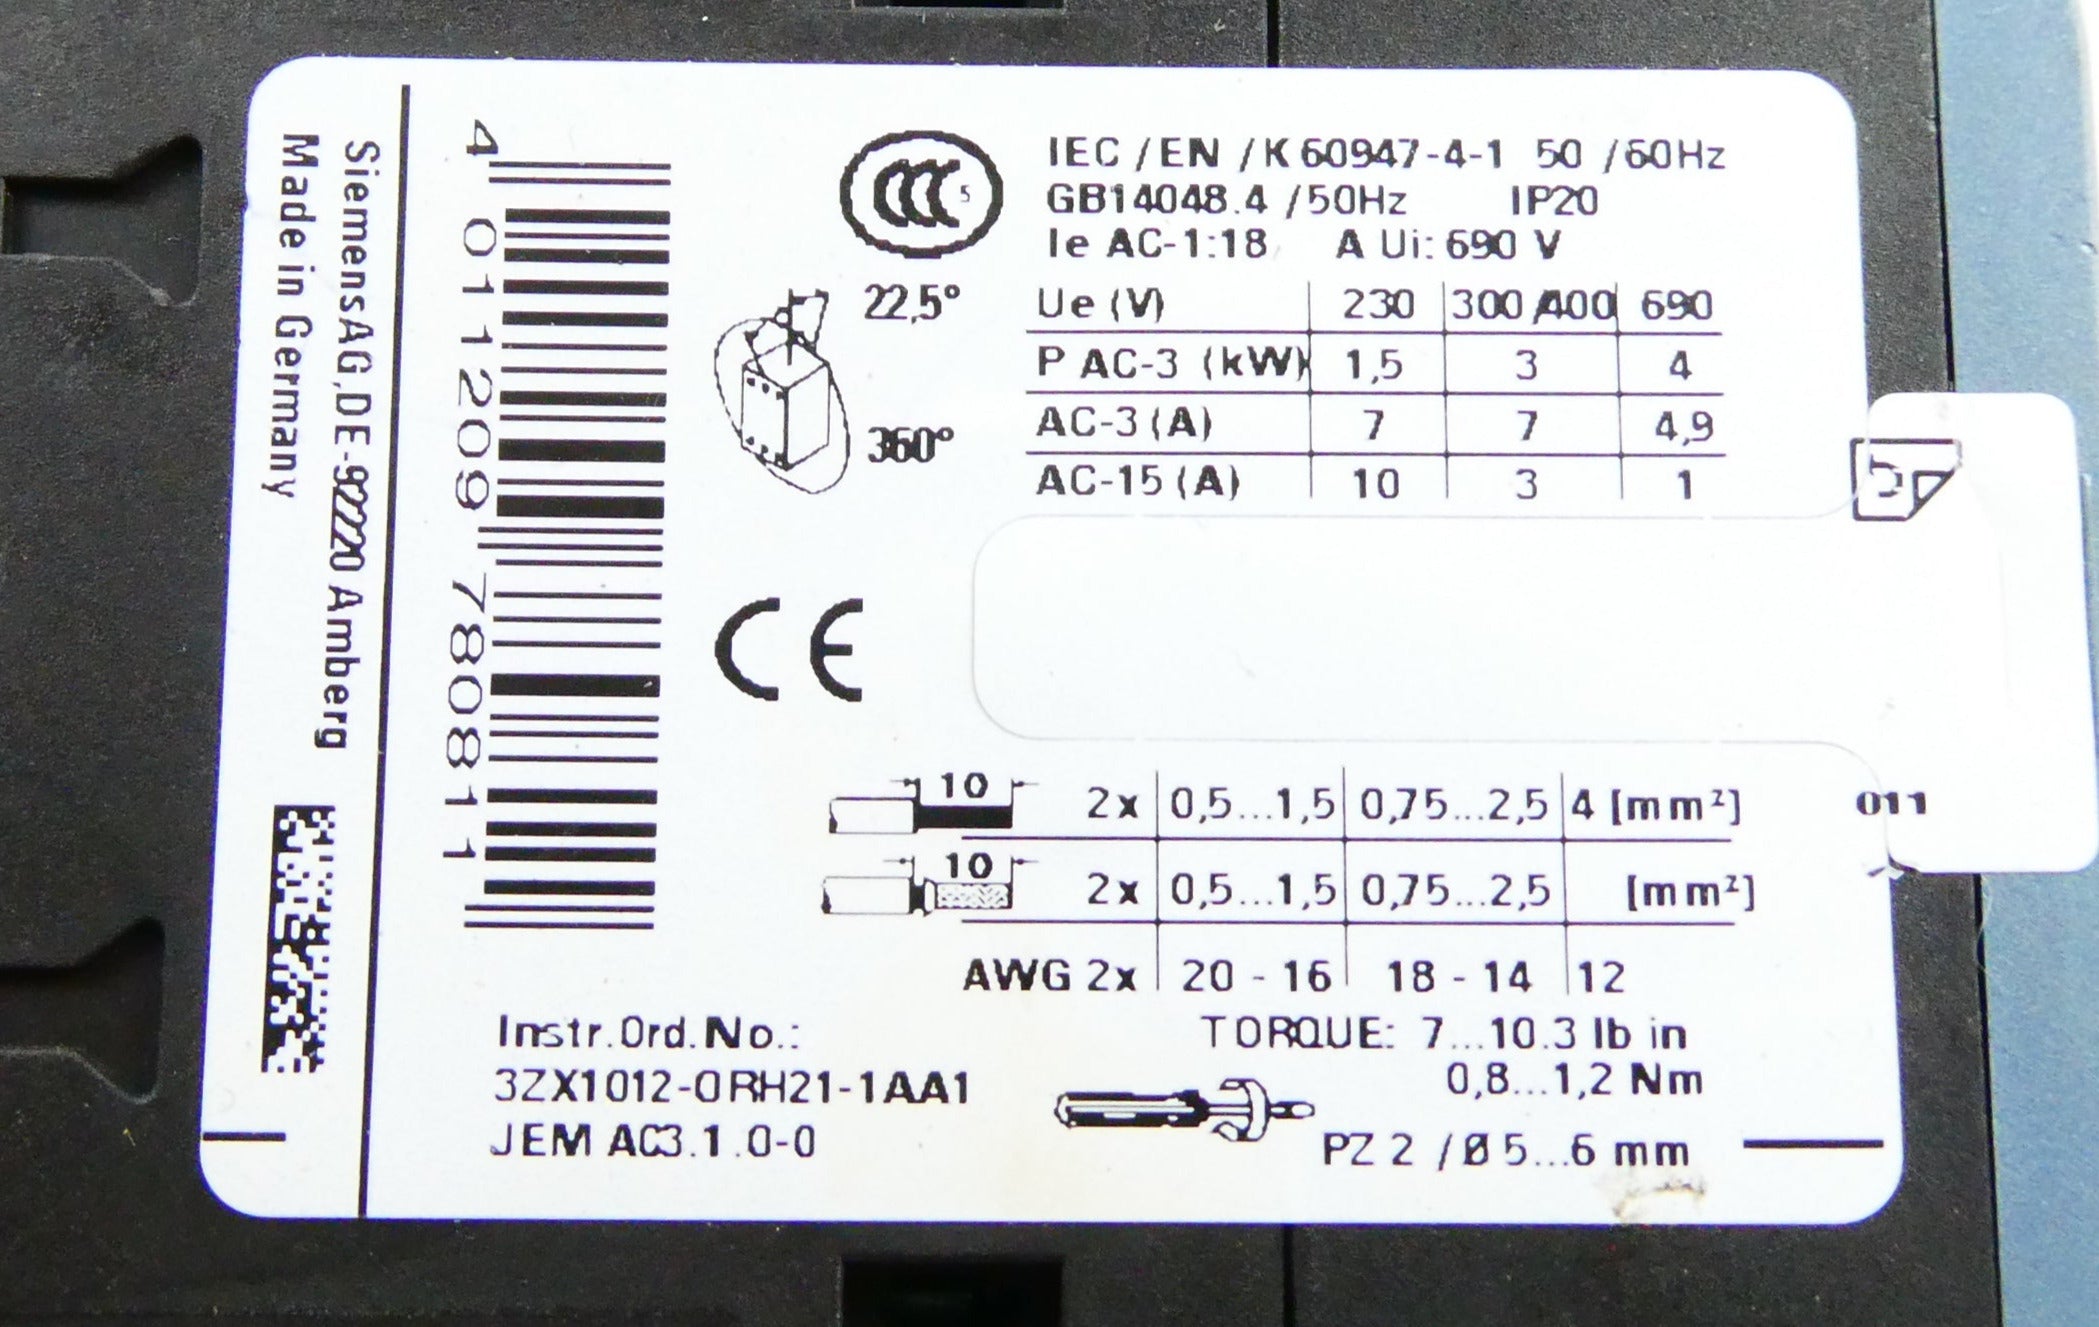 Siemens AG, DE-92220 Amberg
Made in Germany
4 011209 780811
CCC S
22,5°
360°
IEC / EN / K 60947-4-1 50 / 60Hz
GB14048.4 / 50Hz IP20
Ie AC-1:18 A Ui: 690 V
Ue (V) 230 300/400 690
P AC-3 (kW) 1,5 3 4
AC-3 (A) 7 7 4,9
AC-15 (A) 10 3 1
CE
10 2x 0,5...1,5 0,75...2,5 4 [mm²]
011
10 2x 0,5...1,5 0,75...2,5 [mm²]
AWG 2x 20 - 16 18 - 14 12
Instr.Ord.No.:
3ZX1012-0RH21-1AA1
JEM AC3.1.0-0
TORQUE: 7...10.3 lb in
0,8...1,2 Nm
PZ 2 / Ø 5...6 mm